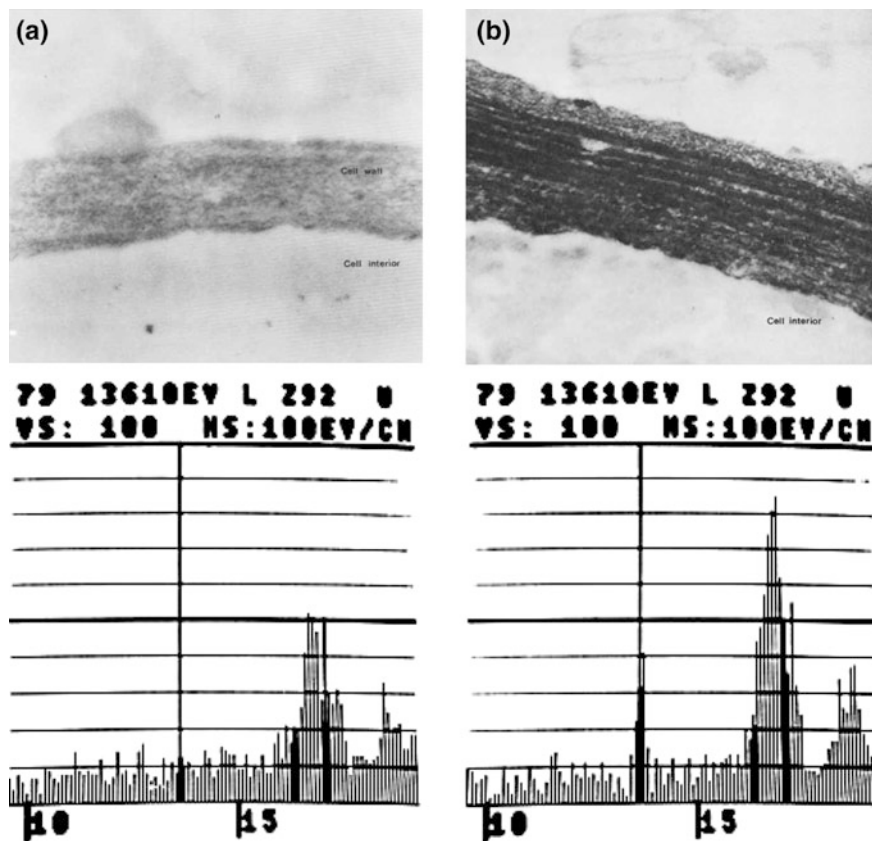 (a)
Cell wall
Cell interior
(b)
Cell interior
79 13610EV L Z92 U
VS: 100 HS:100EV/CM
10 15
79 13610EV L Z92 U
VS: 100 HS:100EV/CM
10 15